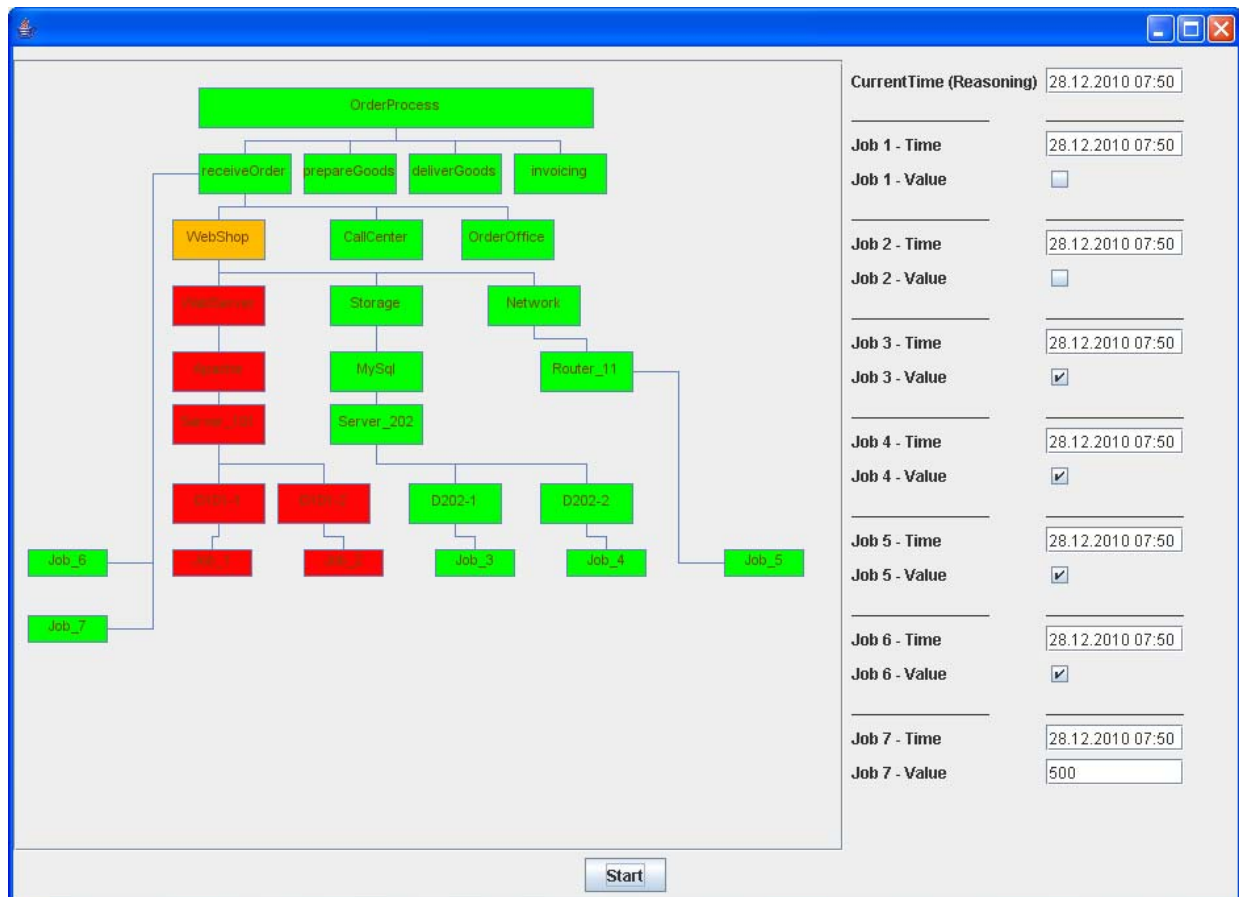 OrderProcess
receiveOrder prepareGoods deliverGoods invoicing
WebShop CallCenter OrderOffice
Storage Network
MySql Router_11
Server_202
D202-1 D202-2
Job_6 Job_3 Job_4 Job_5
Job_7
CurrentTime (Reasoning) 28.12.2010 07:50
Job 1 - Time 28.12.2010 07:50
Job 1 - Value
Job 2 - Time 28.12.2010 07:50
Job 2 - Value
Job 3 - Time 28.12.2010 07:50
Job 3 - Value
Job 4 - Time 28.12.2010 07:50
Job 4 - Value
Job 5 - Time 28.12.2010 07:50
Job 5 - Value
Job 6 - Time 28.12.2010 07:50
Job 6 - Value
Job 7 - Time 28.12.2010 07:50
Job 7 - Value 500
Start